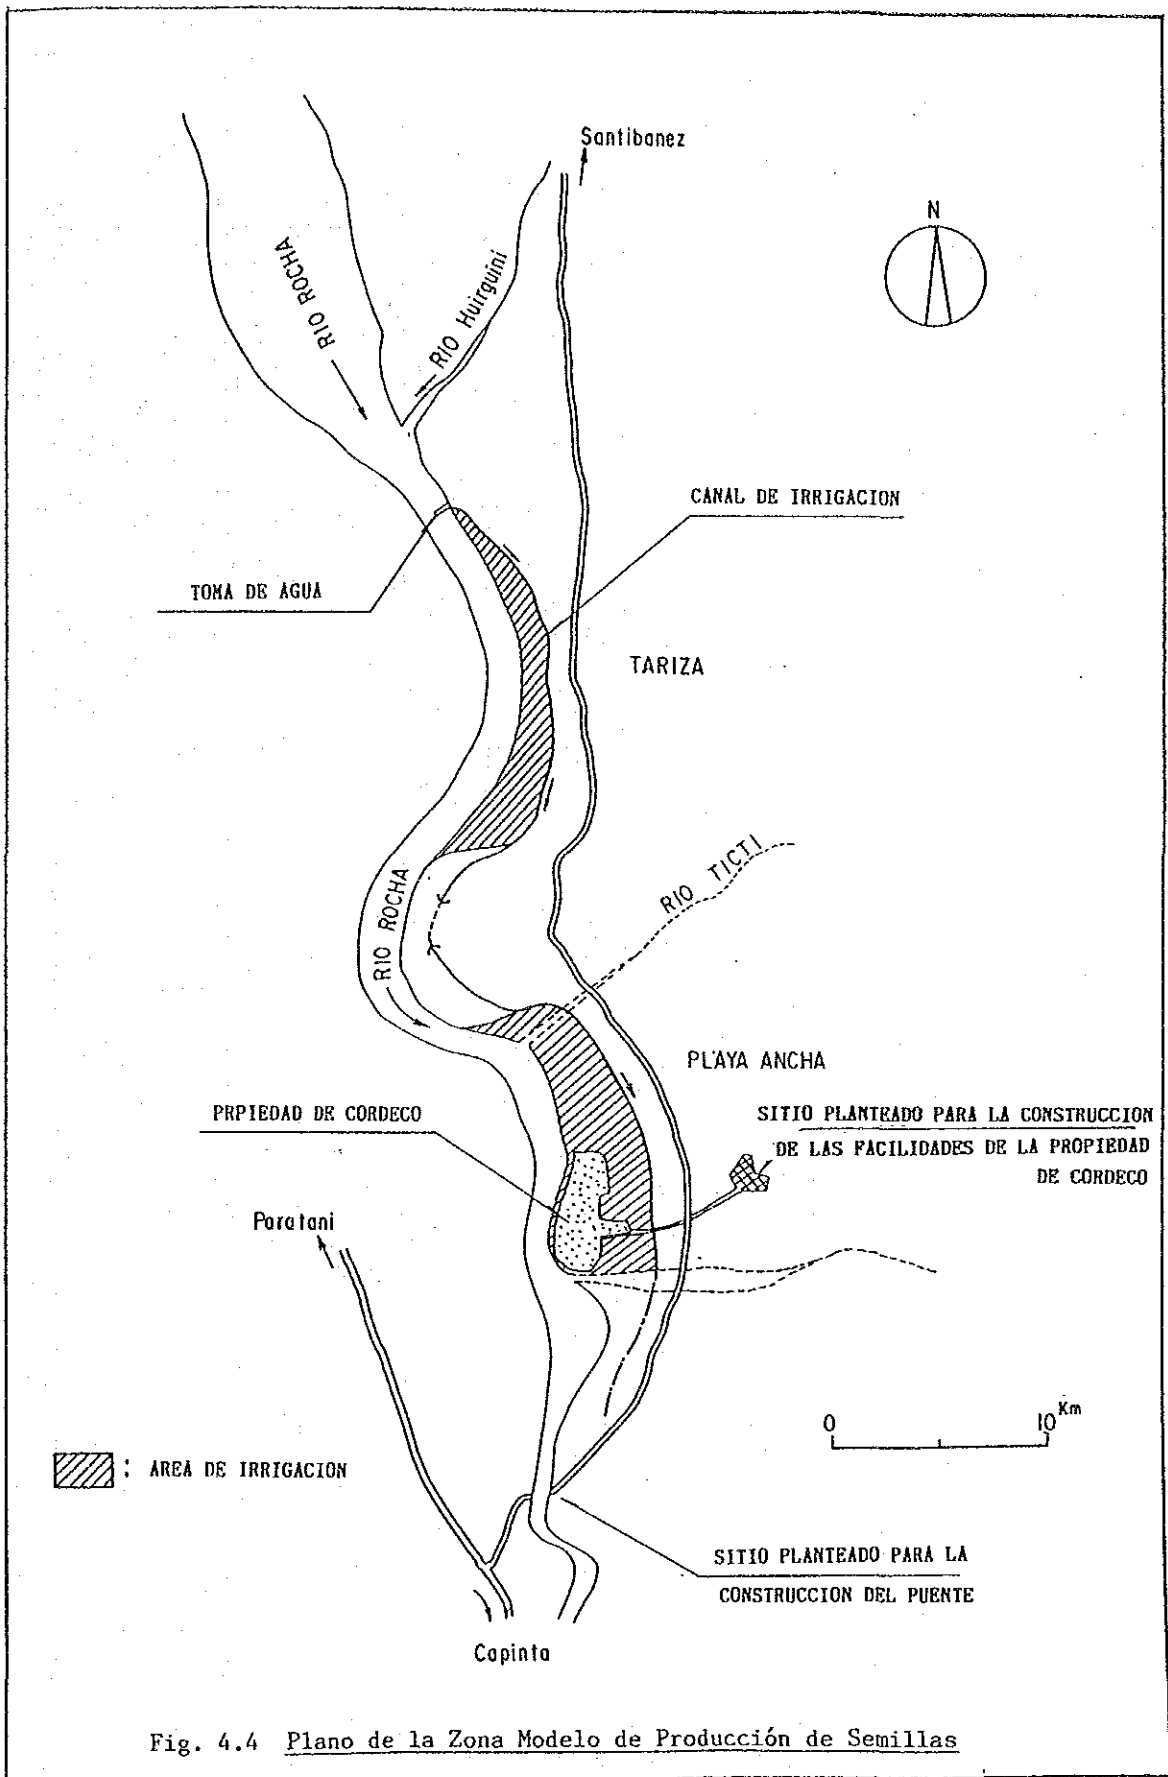 Santibanez
N
RIO ROCHA
RIO Huirguini
CANAL DE IRRIGACION
TOMA DE AGUA
TARIZA
RIO TICTI
RIO ROCHA
PLAYA ANCHA
PRPIEDAD DE CORDECO
SITIO PLANTEADO PARA LA CONSTRUCCION
DE LAS FACILIDADES DE LA PROPIEDAD
DE CORDECO
Paratani
0 10 Km
: AREA DE IRRIGACION
SITIO PLANTEADO PARA LA
CONSTRUCCION DEL PUENTE
Capinta
Fig. 4.4 Plano de la Zona Modelo de Producción de Semillas